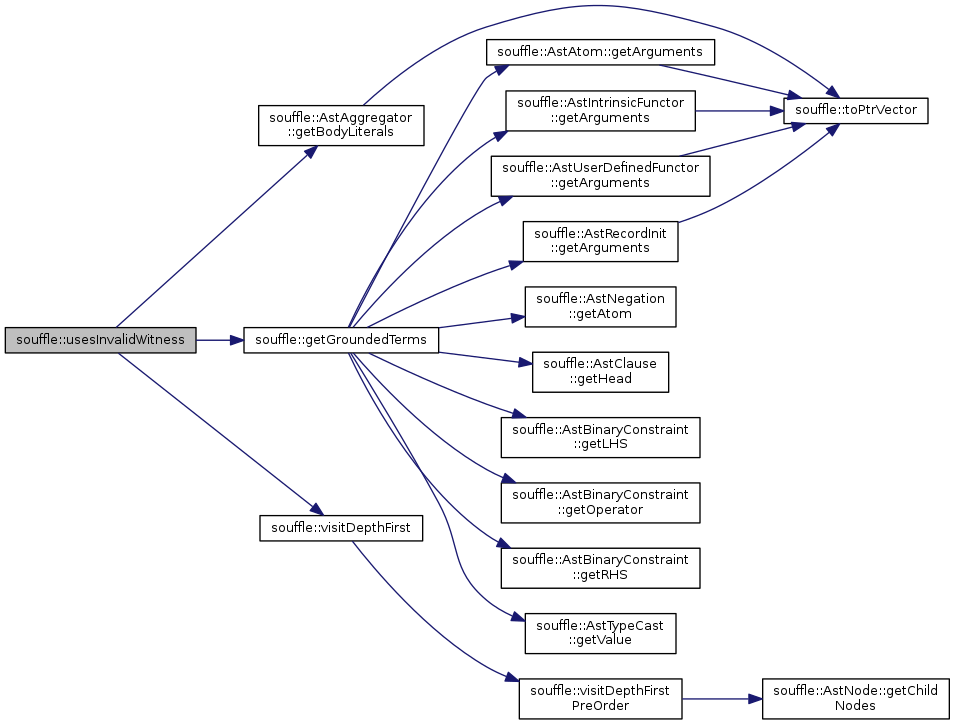 souffle::usesInvalidWitness
souffle::AstAggregator
::getBodyLiterals
souffle::getGroundedTerms
souffle::visitDepthFirst
souffle::AstAtom::getArguments
souffle::AstIntrinsicFunctor
::getArguments
souffle::AstUserDefinedFunctor
::getArguments
souffle::AstRecordInit
::getArguments
souffle::AstNegation
::getAtom
souffle::AstClause
::getHead
souffle::AstBinaryConstraint
::getLHS
souffle::AstBinaryConstraint
::getOperator
souffle::AstBinaryConstraint
::getRHS
souffle::AstTypeCast
::getValue
souffle::visitDepthFirst
PreOrder
souffle::toPtrVector
souffle::AstNode::getChild
Nodes